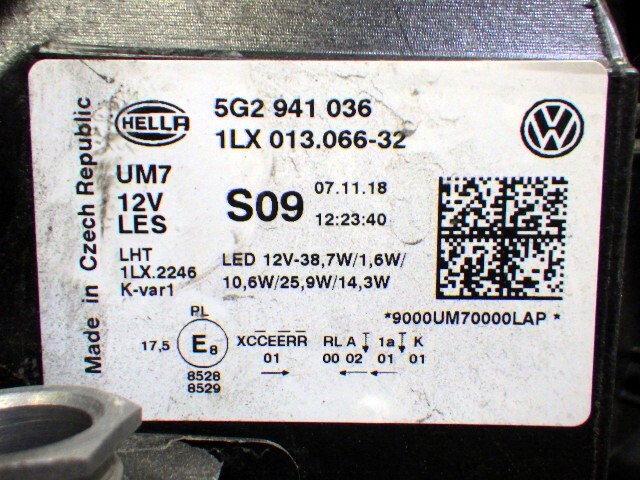 Made in Czech Republic
HELLA
5G2 941 036
1LX 013.066-32
UM7
12V
LES
S09
07.11.18
12:23:40
LHT
1LX.2246
K-var1
LED 12V-38,7W/1,6W/
10,6W/25,9W/14,3W
*9000UM70000LAP *
17,5
PL
E8
8528
8529
XCCEERR RL A 1a K
01 00 02 01 01